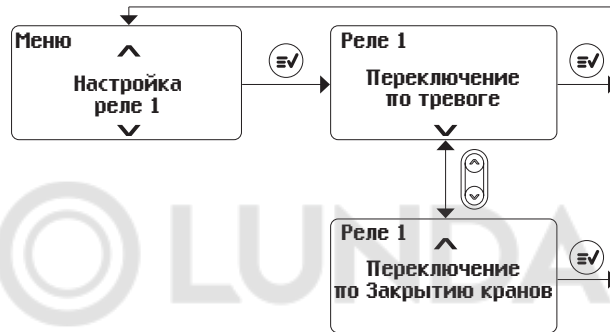 Меню
Настройка
реле 1
Реле 1
Переключение
по тревоге
Реле 1
Переключение
по Закрытию кранов
LUNDA